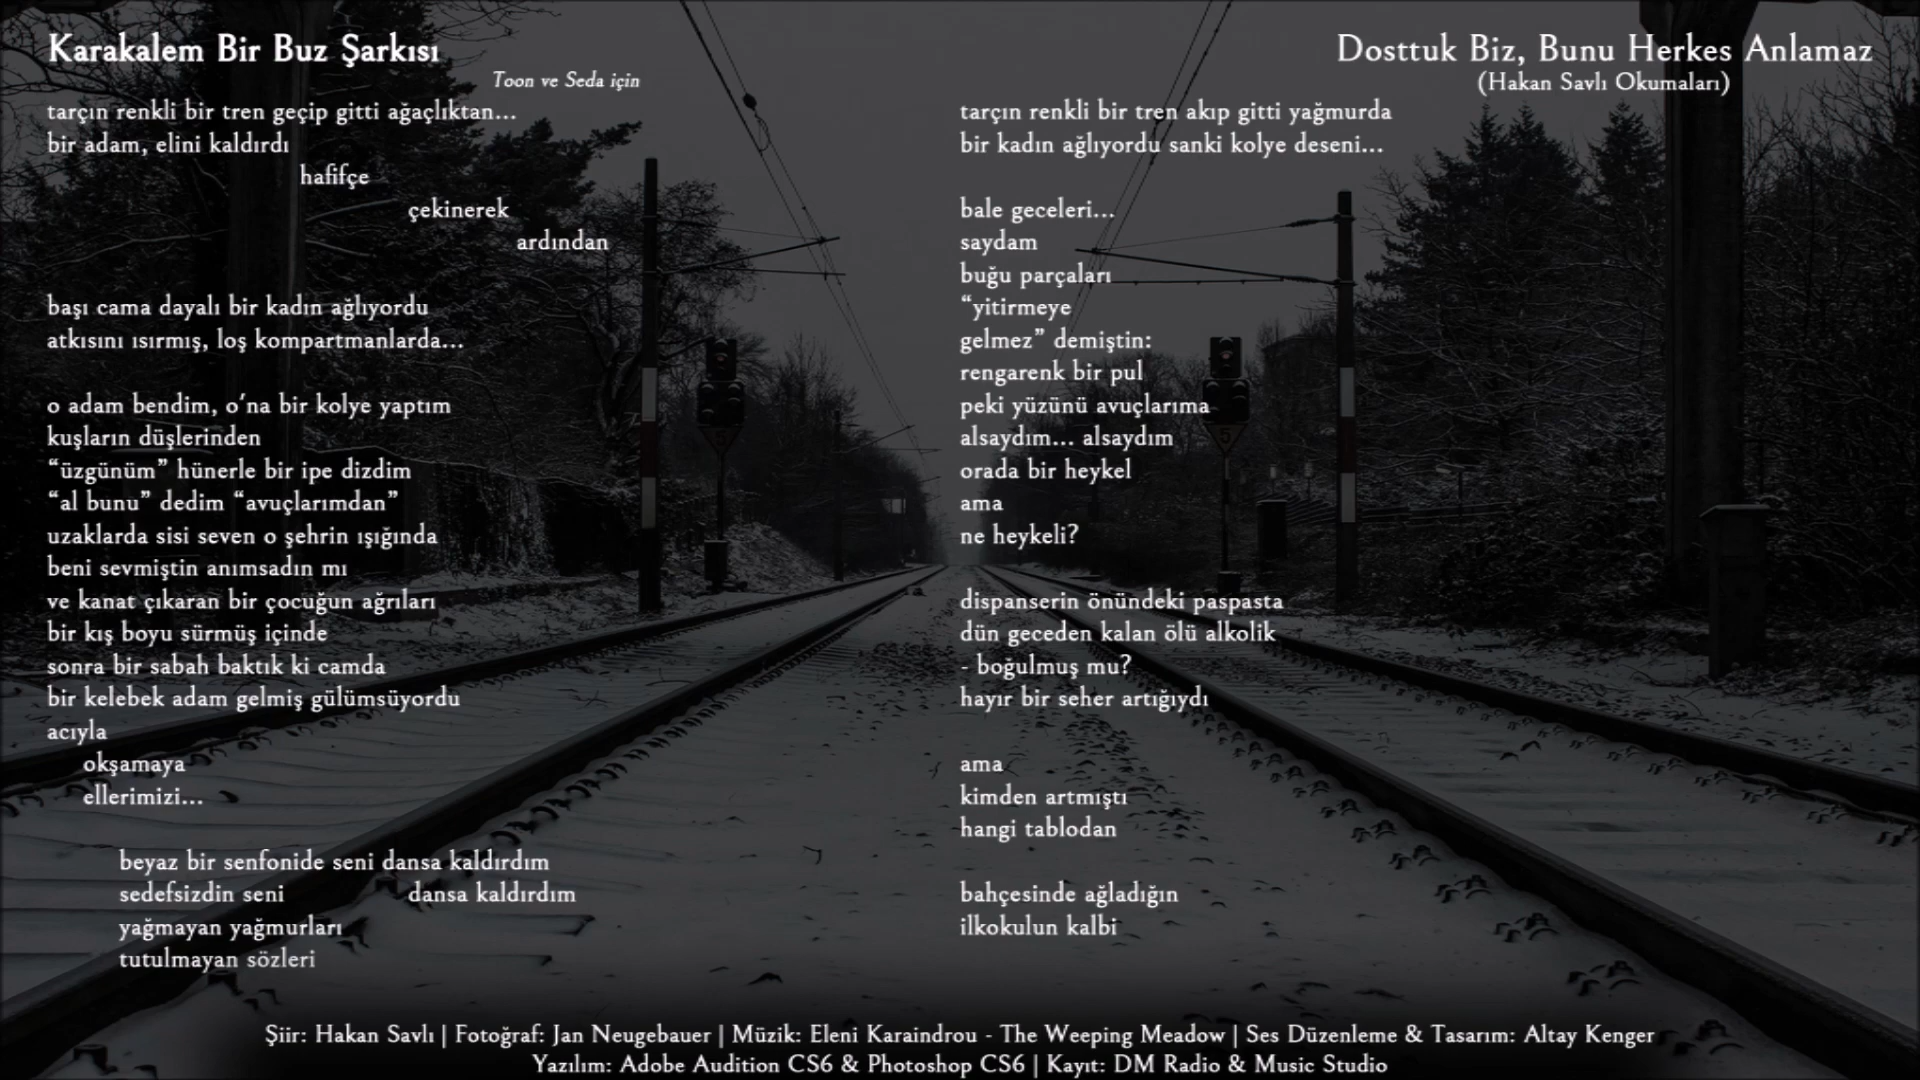 Karakalem Bir Buz Şarkısı
Toon ve Seda için
tarçın renkli bir tren geçip gitti ağaçlıktan...
bir adam, elini kaldırdı
hafifçe
çekinerek
ardından
başı cama dayalı bir kadın ağlıyordu
atkısını ısırmış, loş kompartmanlarda...
o adam bendim, o'na bir kolye yaptım
kuşların düşlerinden
“üzgünüm” hünerle bir ipe dizdim
“al bunu” dedim “avuçlarımdan”
uzaklarda sisi seven o şehrin ışığında
beni sevmiştin anımsadın mı
ve kanat çıkaran bir çocuğun ağrıları
bir kış boyu sürmüş içinde
sonra bir sabah baktık ki camda
bir kelebek adam gelmiş gülümsüyordu
acıyla
okşamaya
ellerimizi...
beyaz bir senfonide seni dansa kaldırdım
sedefsizdin seni dansa kaldırdım
yağmayan yağmurları
tutulmayan sözleri
Dosttuk Biz, Bunu Herkes Anlamaz
(Hakan Savlı Okumaları)
tarçın renkli bir tren akıp gitti yağmurda
bir kadın ağlıyordu sanki kolye deseni...
bale geceleri...
saydam
buğu parçaları
“yitirmeye
gelmez” demiştin:
rengarenk bir pul
peki yüzünü avuçlarıma
alsaydım... alsaydım
orada bir heykel
ama
ne heykeli?
dispanserin önündeki paspasta
dün geceden kalan ölü alkolik
- boğulmuş mu?
hayır bir seher artığıydı
ama
kimden artmıştı
hangi tablodan
bahçesinde ağladığın
ilkokulun kalbi
Şiir: Hakan Savlı | Fotoğraf: Jan Neugebauer | Müzik: Eleni Karaindrou - The Weeping Meadow | Ses Düzenleme & Tasarım: Altay Kenger
Yazılım: Adobe Audition CS6 & Photoshop CS6 | Kayıt: DM Radio & Music Studio